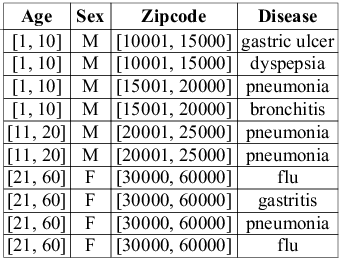 Age Sex Zipcode Disease
[1, 10] M [10001, 15000] gastric ulcer
[1, 10] M [10001, 15000] dyspepsia
[1, 10] M [15001, 20000] pneumonia
[1, 10] M [15001, 20000] bronchitis
[11, 20] M [20001, 25000] pneumonia
[11, 20] M [20001, 25000] pneumonia
[21, 60] F [30000, 60000] flu
[21, 60] F [30000, 60000] gastritis
[21, 60] F [30000, 60000] pneumonia
[21, 60] F [30000, 60000] flu